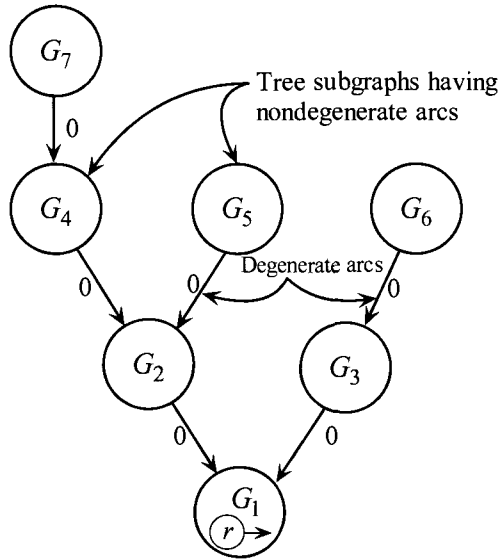 G7
Tree subgraphs having
nondegenerate arcs
0
G4
G5
G6
Degenerate arcs
0
0
0
G2
G3
0
0
G1
r